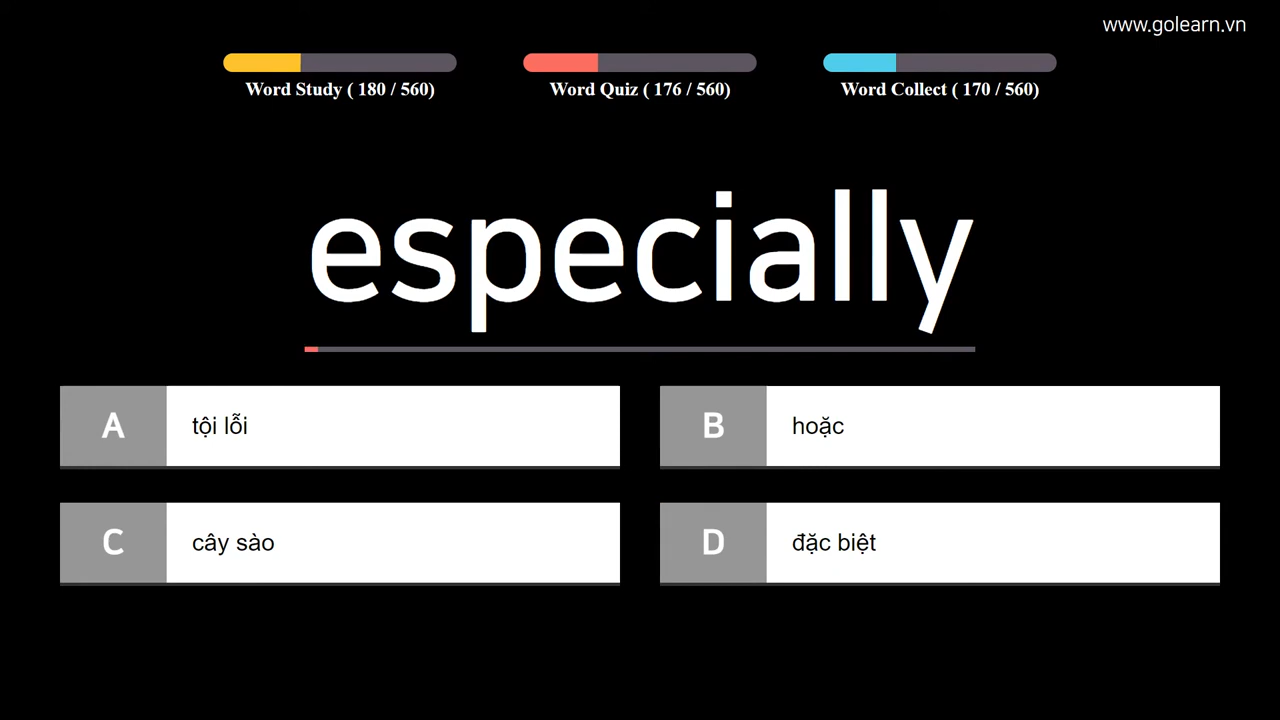 www.golearn.vn
Word Study ( 180 / 560)
Word Quiz ( 176 / 560)
Word Collect ( 170 / 560)
especially
A tội lỗi
B hoặc
C cây sào
D đặc biệt